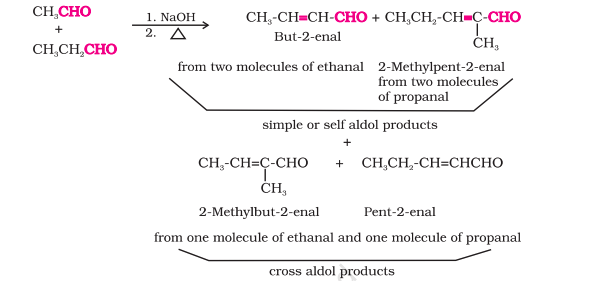 CH₃CHO
+
CH₃CH₂CHO
1. NaOH
2. △
CH₃-CH=CH-CHO + CH₃CH₂-CH=C-CHO
CH₃
But-2-enal
from two molecules of ethanal
2-Methylpent-2-enal
from two molecules
of propanal
simple or self aldol products
+
CH₃-CH=C-CHO + CH₃CH₂-CH=CHCHO
CH₃
2-Methylbut-2-enal Pent-2-enal
from one molecule of ethanal and one molecule of propanal
cross aldol products